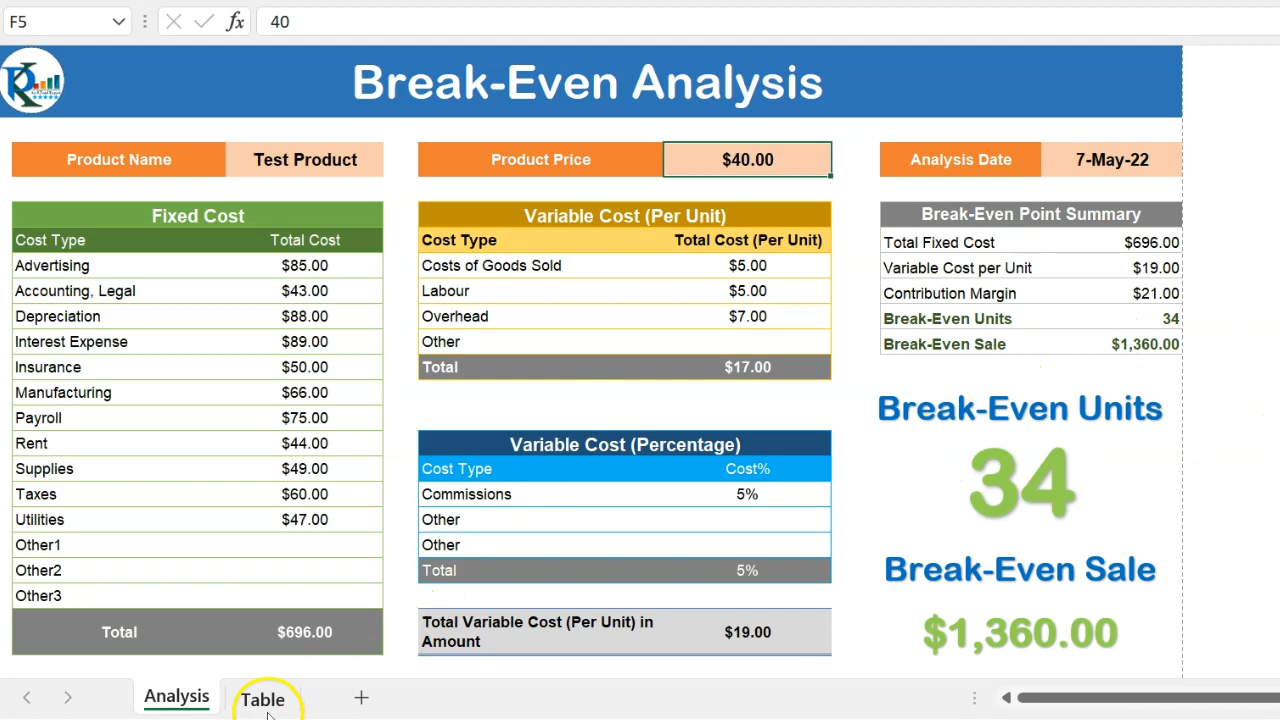 F5
fx
40
Break-Even Analysis
Product Name Test Product
Product Price $40.00
Analysis Date 7-May-22
Fixed Cost
Cost Type Total Cost
Advertising $85.00
Accounting, Legal $43.00
Depreciation $88.00
Interest Expense $89.00
Insurance $50.00
Manufacturing $66.00
Payroll $75.00
Rent $44.00
Supplies $49.00
Taxes $60.00
Utilities $47.00
Other1
Other2
Other3
Total $696.00
Variable Cost (Per Unit)
Cost Type Total Cost (Per Unit)
Costs of Goods Sold $5.00
Labour $5.00
Overhead $7.00
Other
Total $17.00
Variable Cost (Percentage)
Cost Type Cost%
Commissions 5%
Other
Other
Total 5%
Total Variable Cost (Per Unit) in
Amount
$19.00
Break-Even Point Summary
Total Fixed Cost $696.00
Variable Cost per Unit $19.00
Contribution Margin $21.00
Break-Even Units 34
Break-Even Sale $1,360.00
Break-Even Units
34
Break-Even Sale
$1,360.00
Analysis
Table